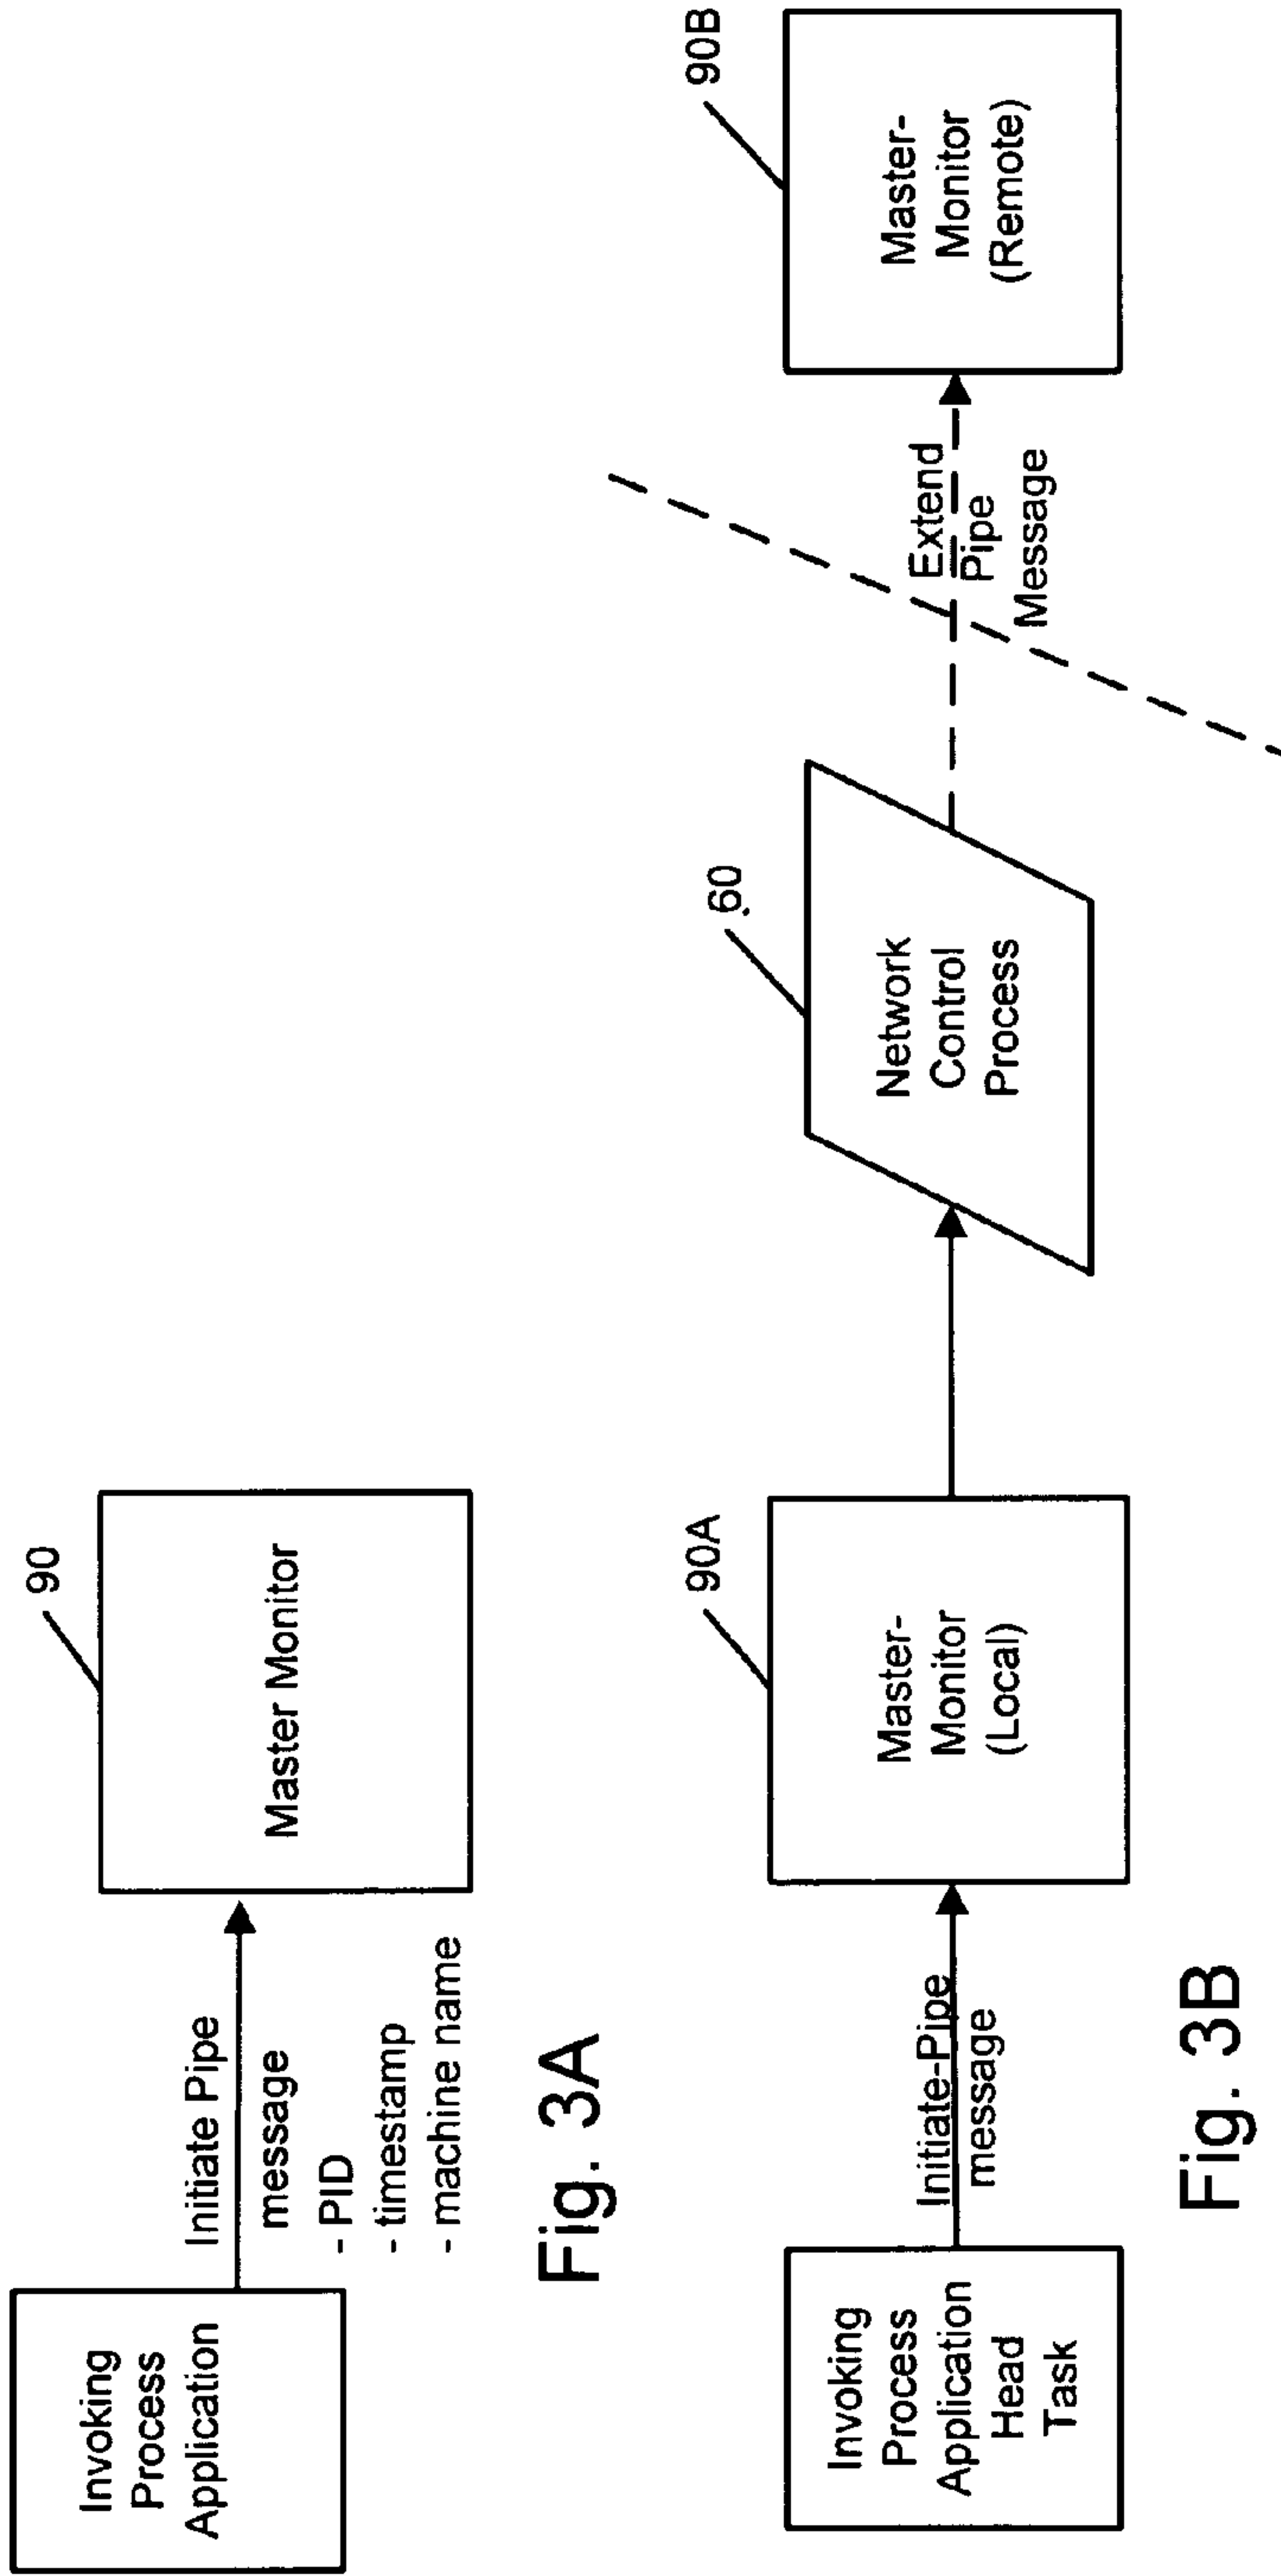 Invoking
Process
Application
Initiate Pipe
message
- PID
- timestamp
- machine name
90
Master Monitor
Fig. 3A
Invoking
Process
Application
Head
Task
Initiate-Pipe
message
90A
Master-
Monitor
(Local)
60
Network
Control
Process
Extend
Pipe
Message
90B
Master-
Monitor
(Remote)
Fig. 3B